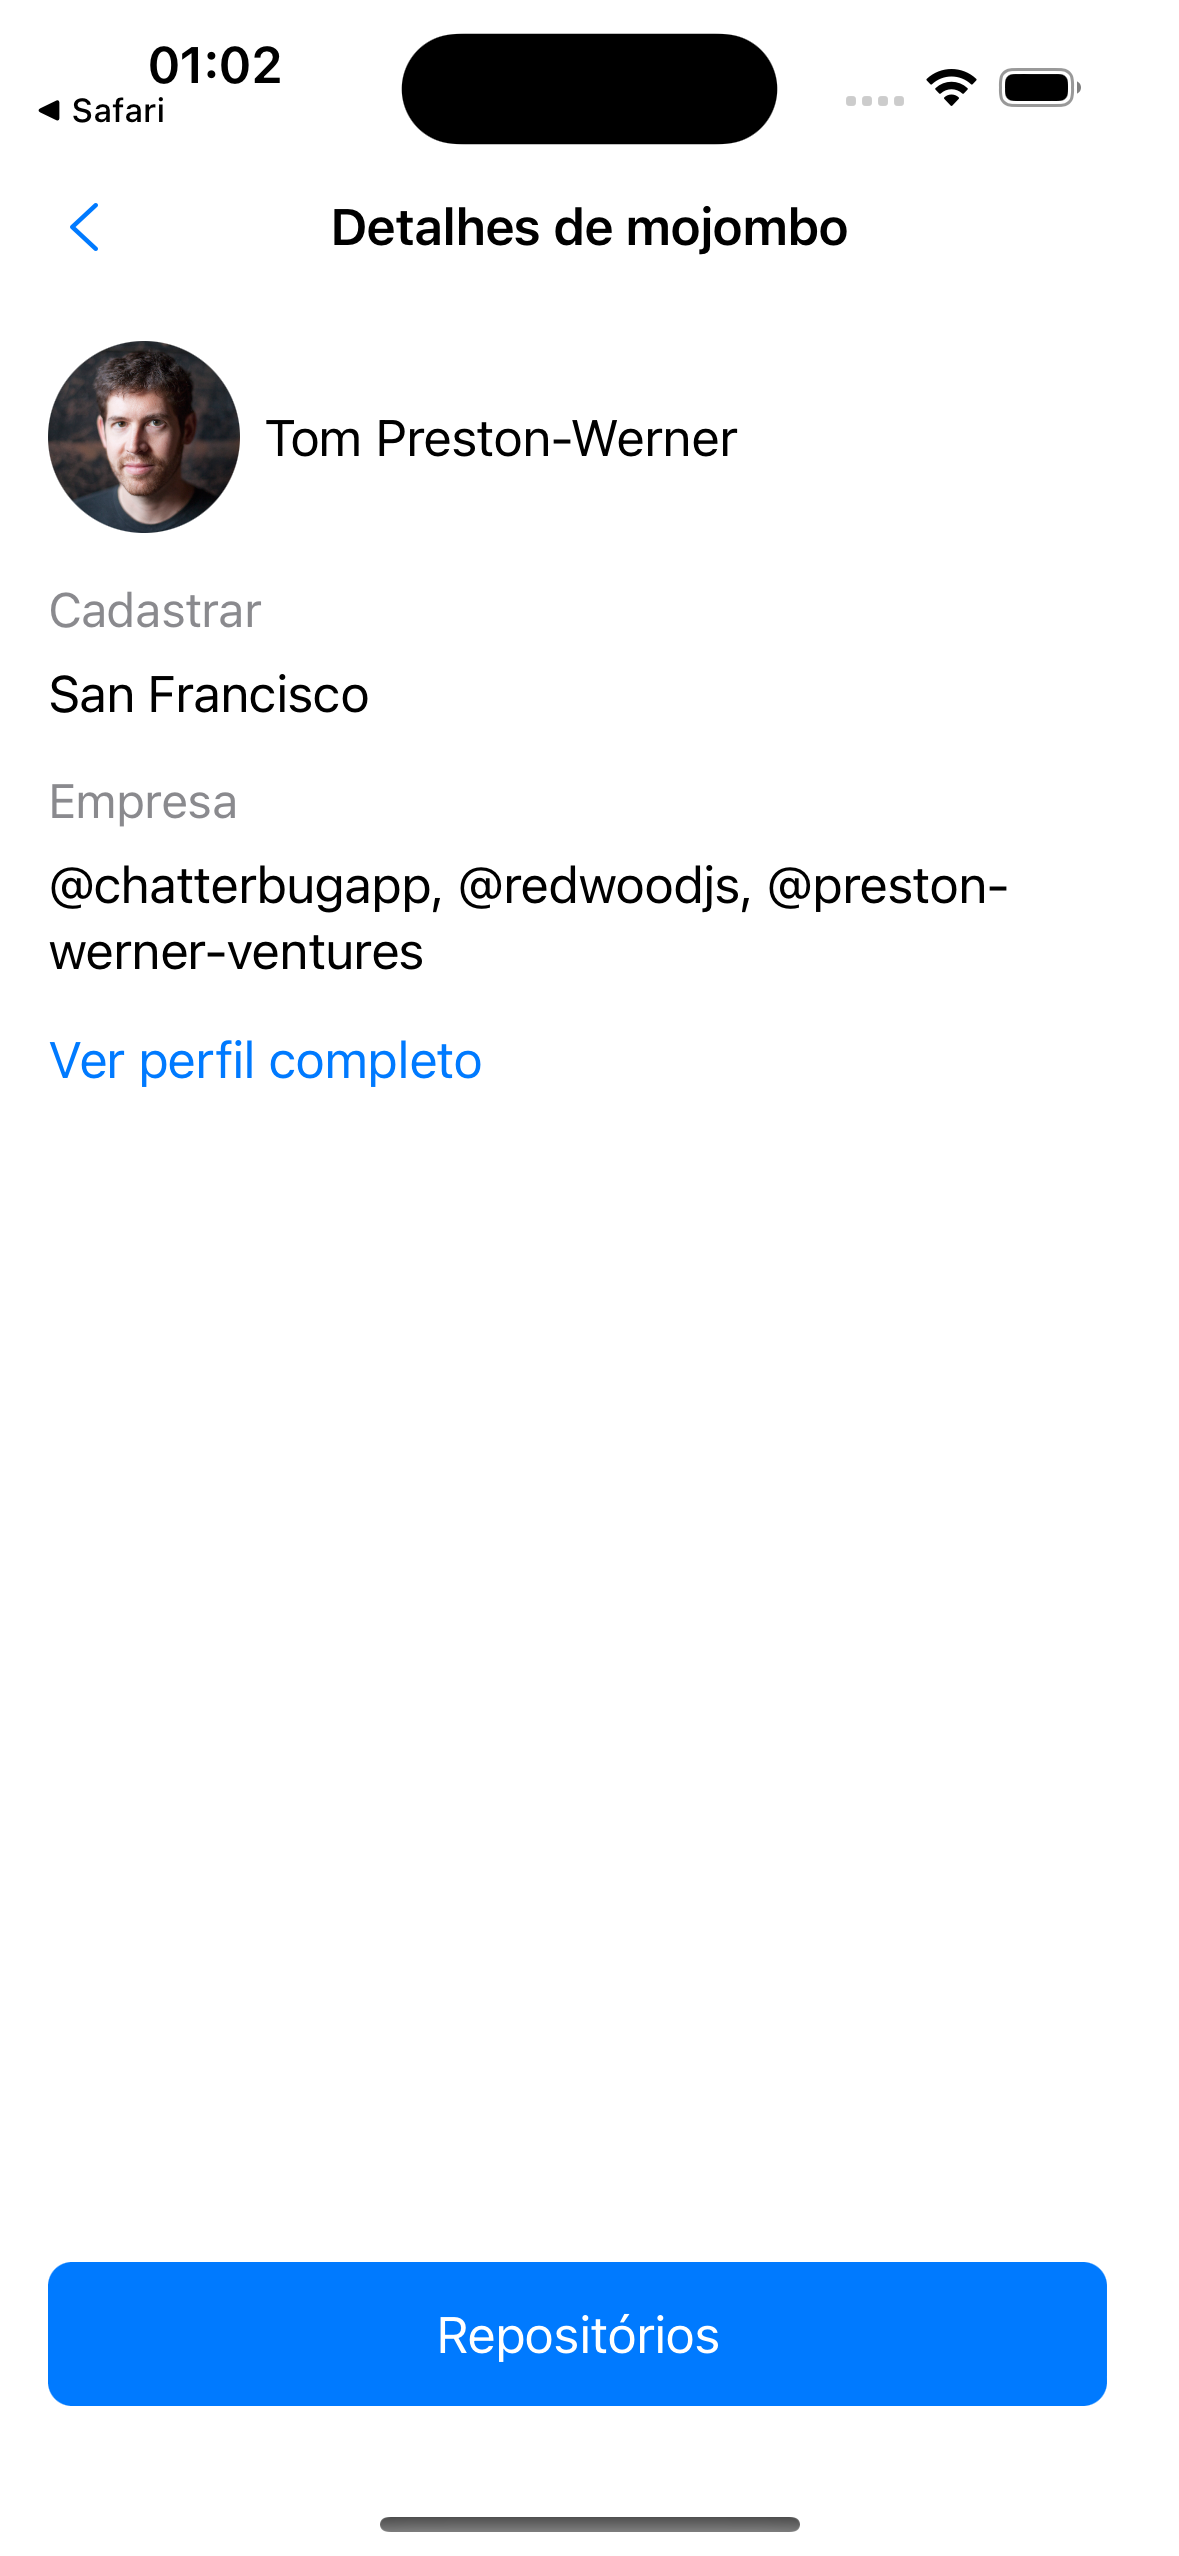 01:02
Safari
Detalhes de mojombo
Tom Preston-Werner
Cadastrar
San Francisco
Empresa
@chatterbugapp, @redwoodjs, @preston-
werner-ventures
Ver perfil completo
Repositórios